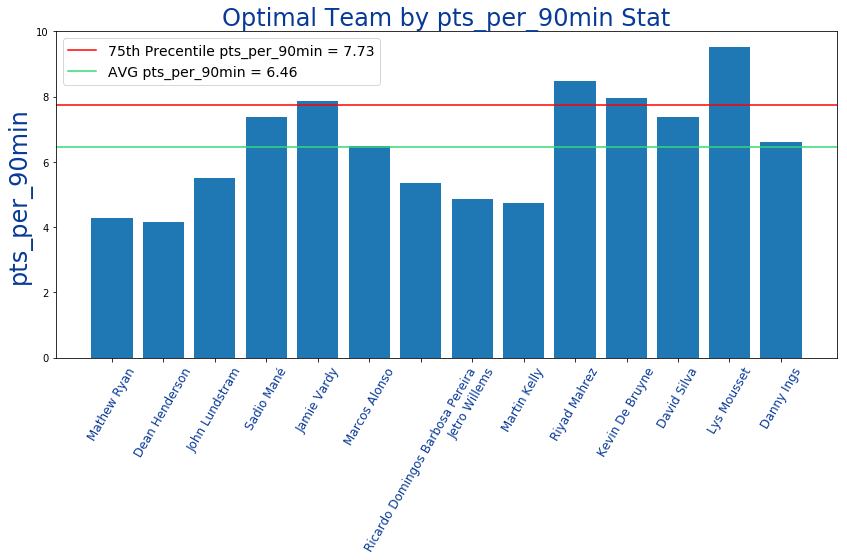 Optimal Team by pts_per_90min Stat
75th Precentile pts_per_90min = 7.73
AVG pts_per_90min = 6.46
pts_per_90min
10
8
6
4
2
0
Mathew Ryan
Dean Henderson
John Lundstram
Sadio Mané
Jamie Vardy
Marcos Alonso
Ricardo Domingos Barbosa Pereira
Jetro Willems
Martin Kelly
Riyad Mahrez
Kevin De Bruyne
David Silva
Lys Mousset
Danny Ings